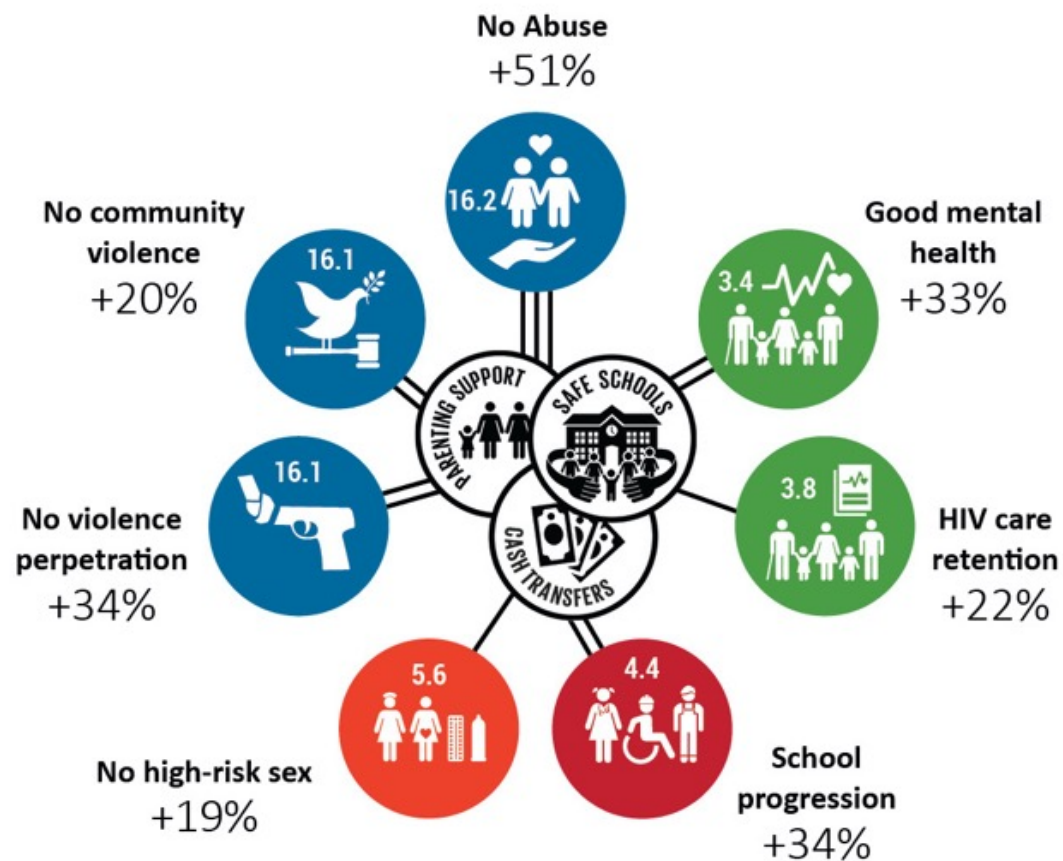 No Abuse
+51%
16.2
No community
violence
+20%
16.1
Good mental
health
+33%
3.4
PARENTING SUPPORT
SAFE SCHOOLS
CASH TRANSFERS
No violence
perpetration
+34%
16.1
3.8
HIV care
retention
+22%
5.6
No high-risk sex
+19%
4.4
School
progression
+34%